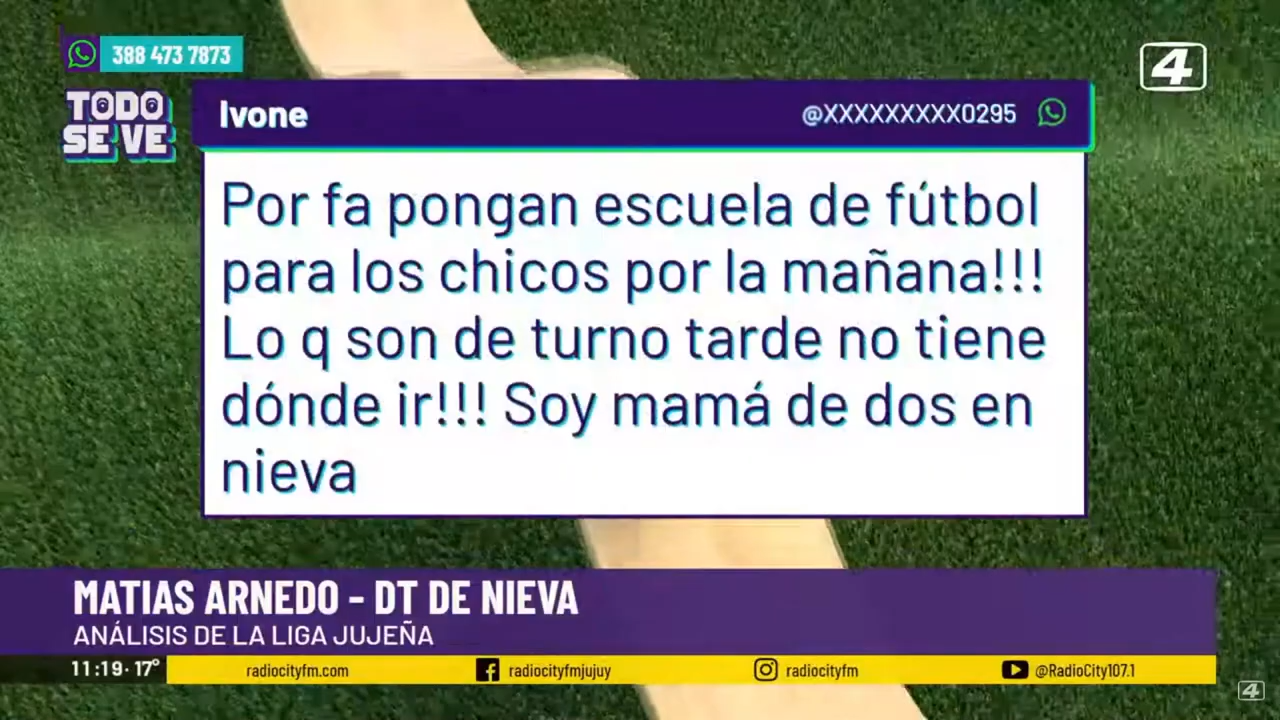 388 473 7873
4
TODO
SE VE
Ivone
@XXXXXXXXX0295
Por fa pongan escuela de fútbol
para los chicos por la mañana!!!
Lo q son de turno tarde no tiene
dónde ir!!! Soy mamá de dos en
nieva
MATIAS ARNEDO - DT DE NIEVA
ANÁLISIS DE LA LIGA JUJEÑA
11:19 · 17°
radiocityfm.com
radiocityfmjujuy
radiocityfm
@RadioCity107.1
4